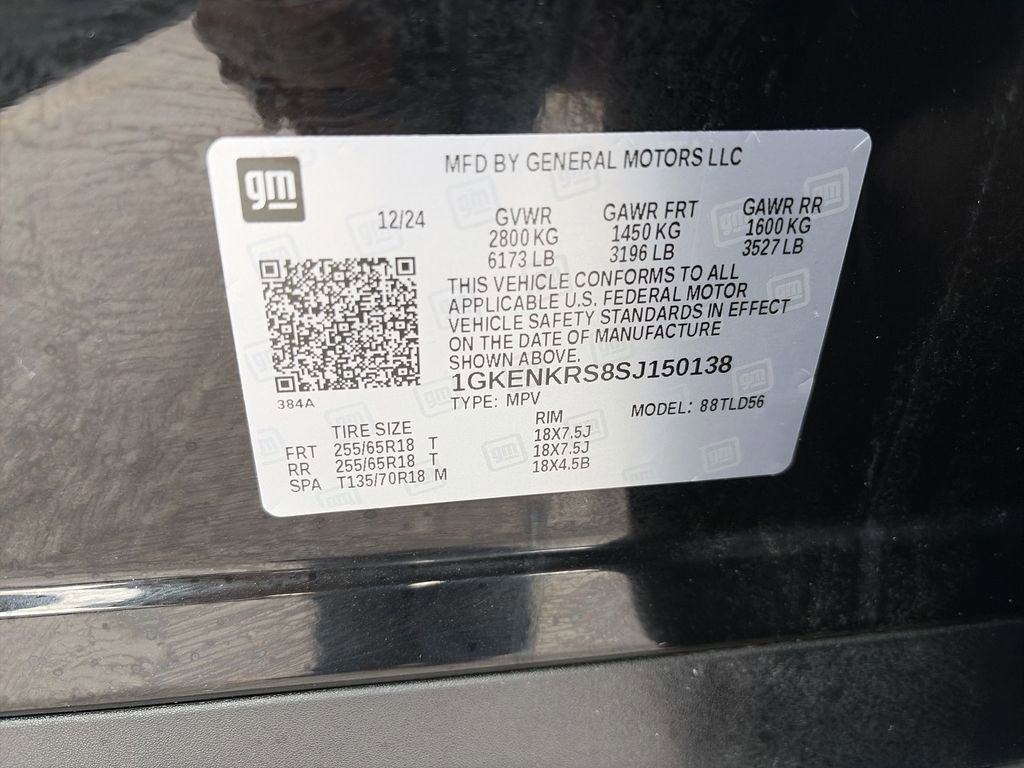 gm
MFD BY GENERAL MOTORS LLC
12/24
GVWR
2800 KG
6173 LB
GAWR FRT
1450 KG
3196 LB
GAWR RR
1600 KG
3527 LB
THIS VEHICLE CONFORMS TO ALL
APPLICABLE U.S. FEDERAL MOTOR
VEHICLE SAFETY STANDARDS IN EFFECT
ON THE DATE OF MANUFACTURE
SHOWN ABOVE.
1GKENKRS8SJ150138
TYPE: MPV
MODEL: 88TLD56
384A
TIRE SIZE RIM
FRT 255/65R18 T 18X7.5J
RR 255/65R18 T 18X7.5J
SPA T135/70R18 M 18X4.5B